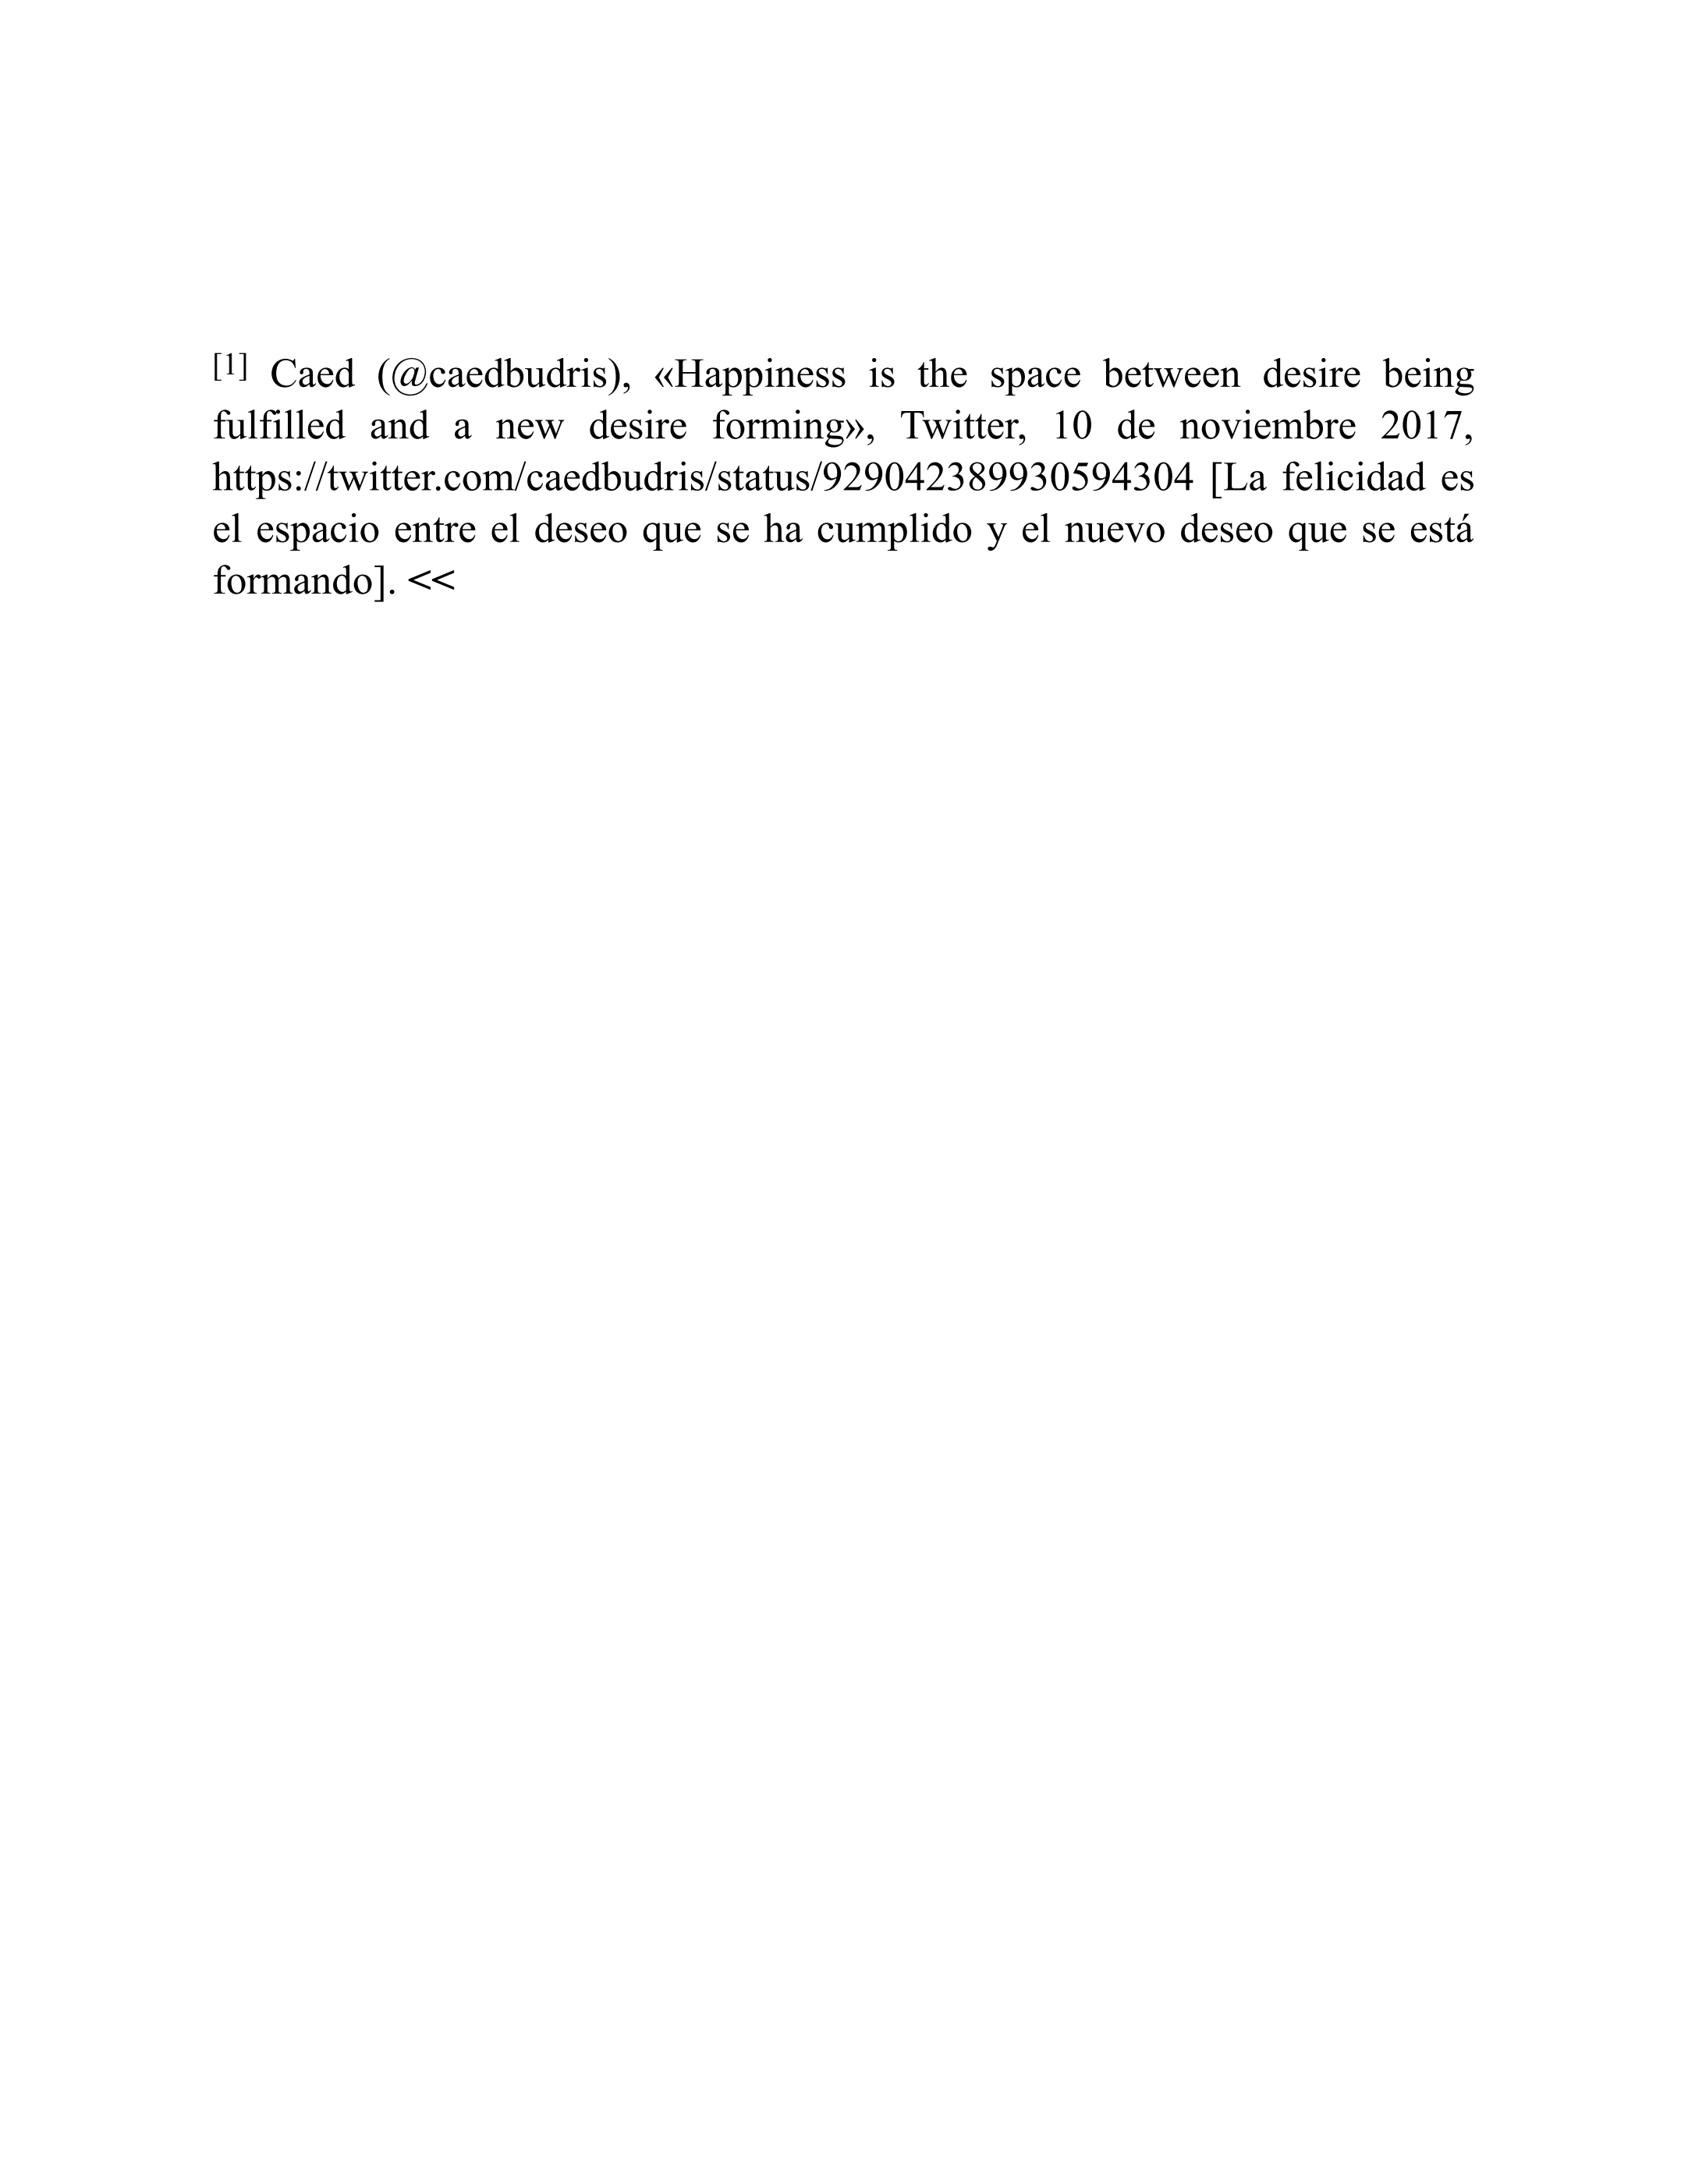 [1] Caed (@caedbudris), «Happiness is the space between desire being
fulfilled and a new desire forming», Twitter, 10 de noviembre 2017,
https://twitter.com/caedbudris/status/929042389930594304 [La felicidad es
el espacio entre el deseo que se ha cumplido y el nuevo deseo que se está
formando]. <<